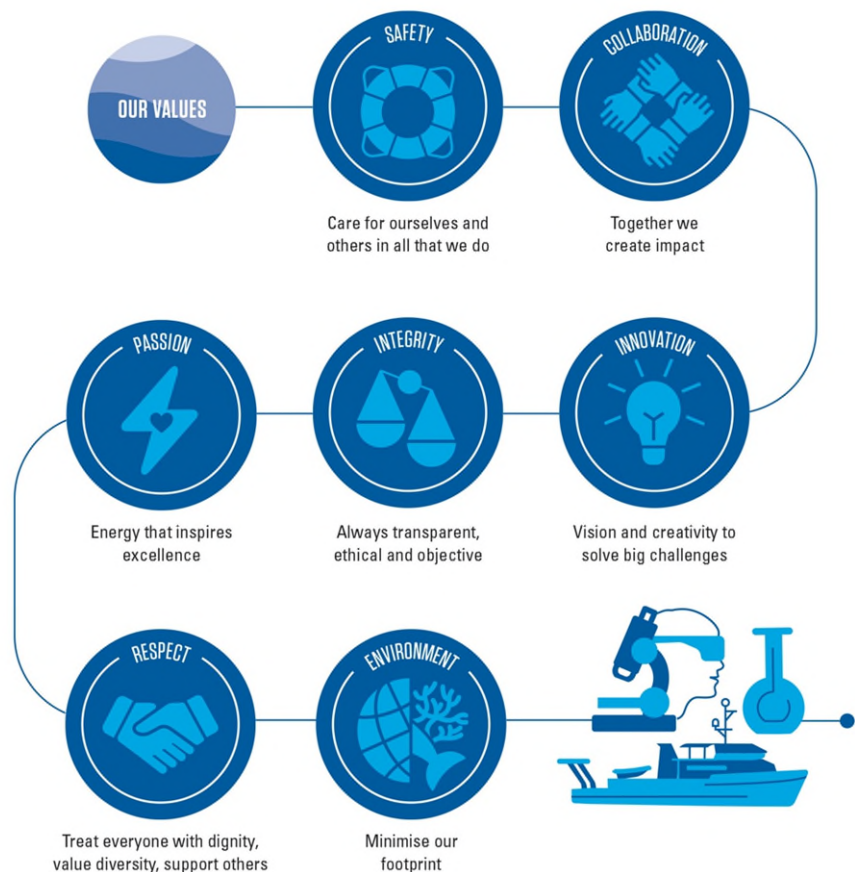 OUR VALUES
SAFETY
Care for ourselves and
others in all that we do
COLLABORATION
Together we
create impact
INNOVATION
Vision and creativity to
solve big challenges
INTEGRITY
Always transparent,
ethical and objective
PASSION
Energy that inspires
excellence
RESPECT
Treat everyone with dignity,
value diversity, support others
ENVIRONMENT
Minimise our
footprint